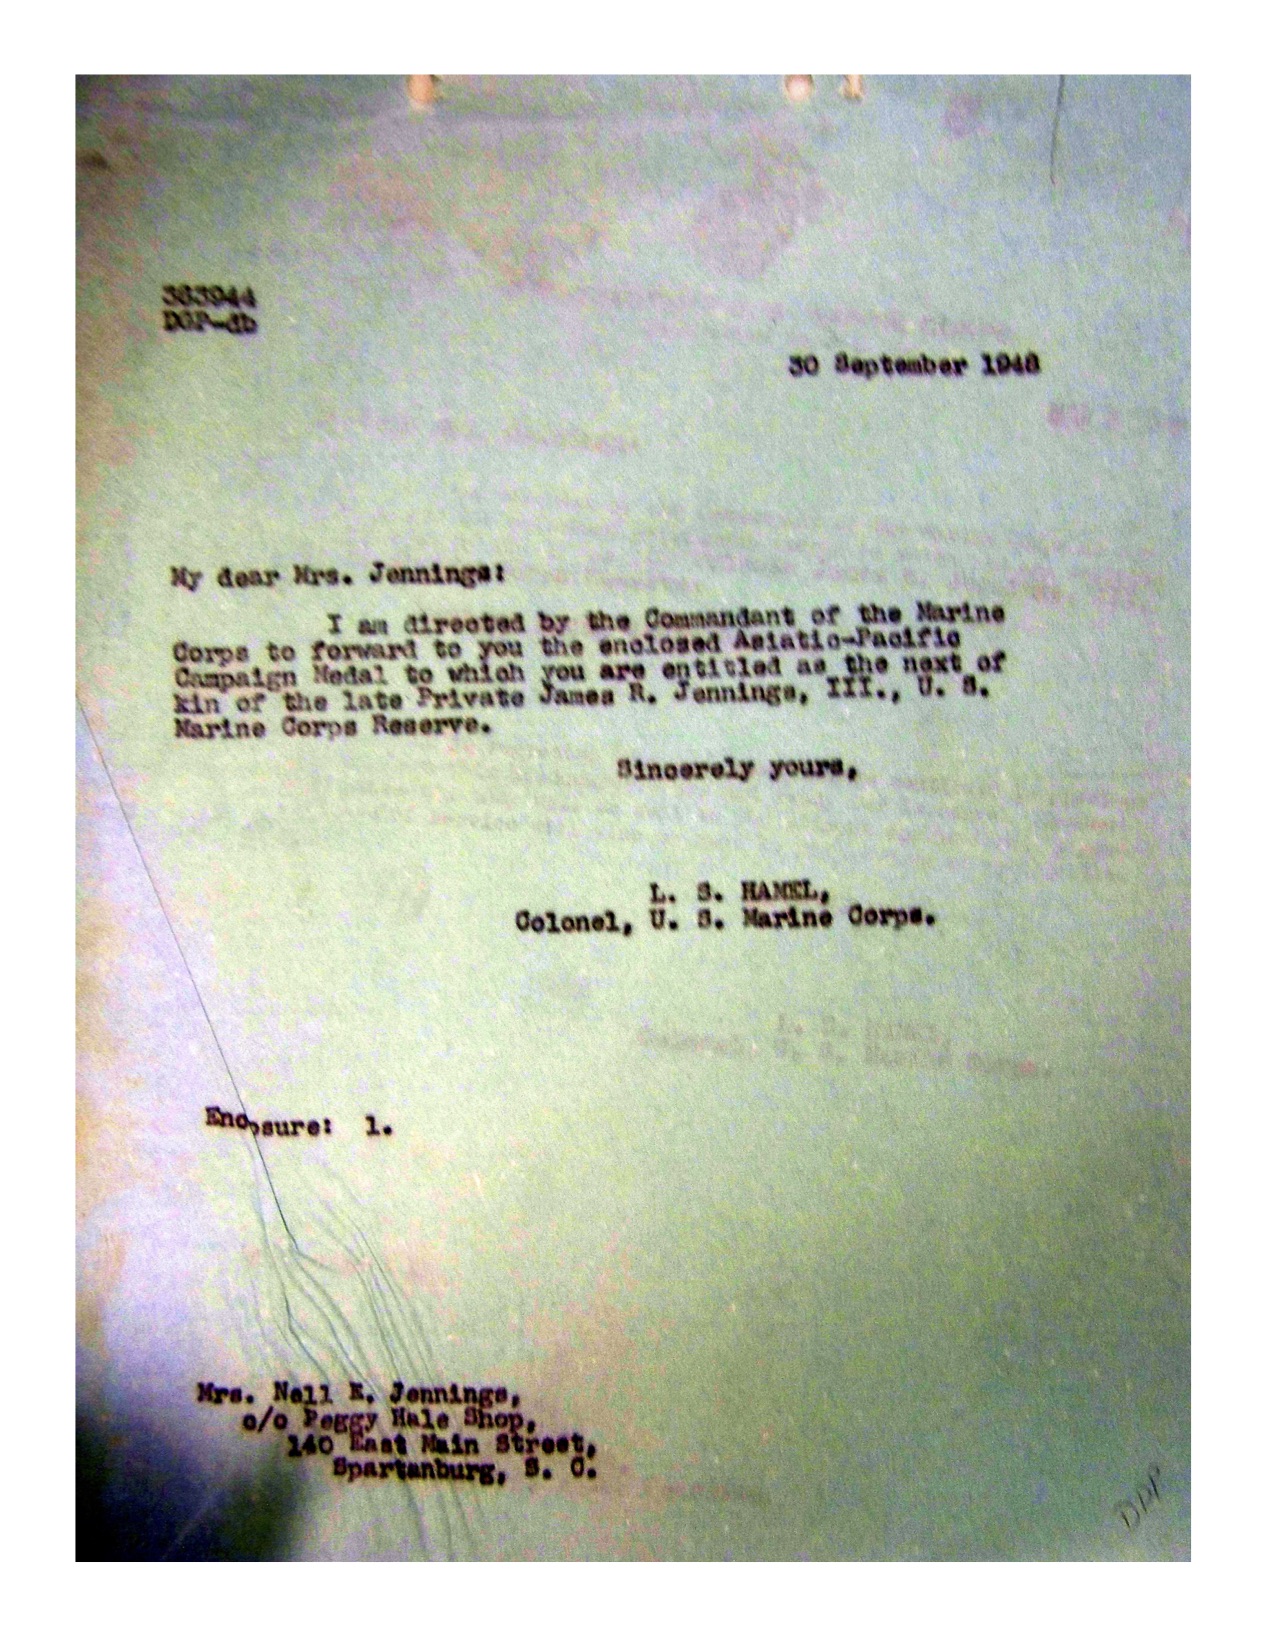 363944
DGP-db
30 September 1948
My dear Mrs. Jennings:
I am directed by the Commandant of the Marine
Corps to forward to you the enclosed Asiatic-Pacific
Campaign Medal to which you are entitled as the next of
kin of the late Private James R. Jennings, III., U. S.
Marine Corps Reserve.
Sincerely yours,
L. S. HAMEL,
Colonel, U. S. Marine Corps.
Encosure: 1.
Mrs. Nell E. Jennings,
c/o Peggy Hale Shop,
140 East Main Street,
Spartanburg, S. C.